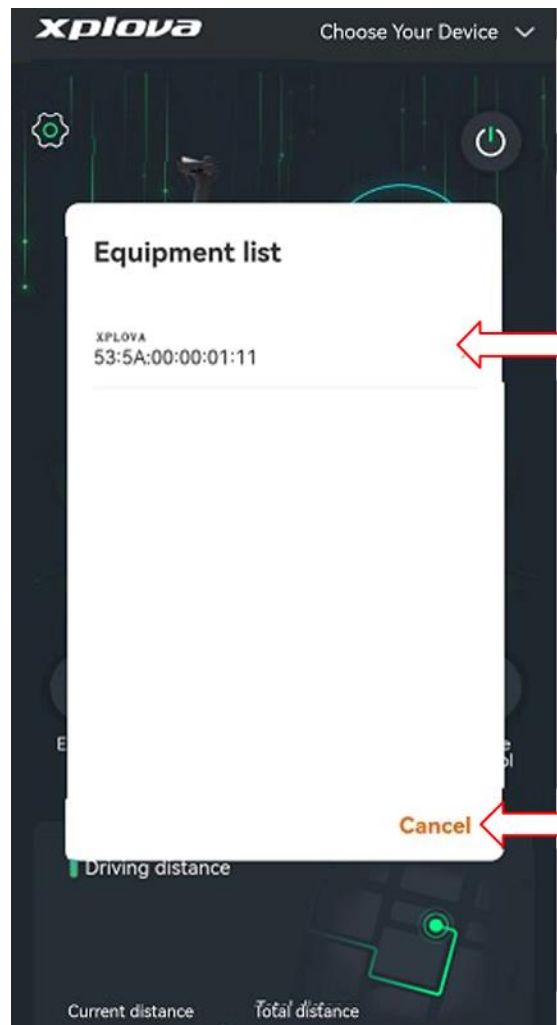 xplova
Choose Your Device
Equipment list
XPLOVA
53:5A:00:00:01:11
Cancel
Driving distance
Current distance
Total distance